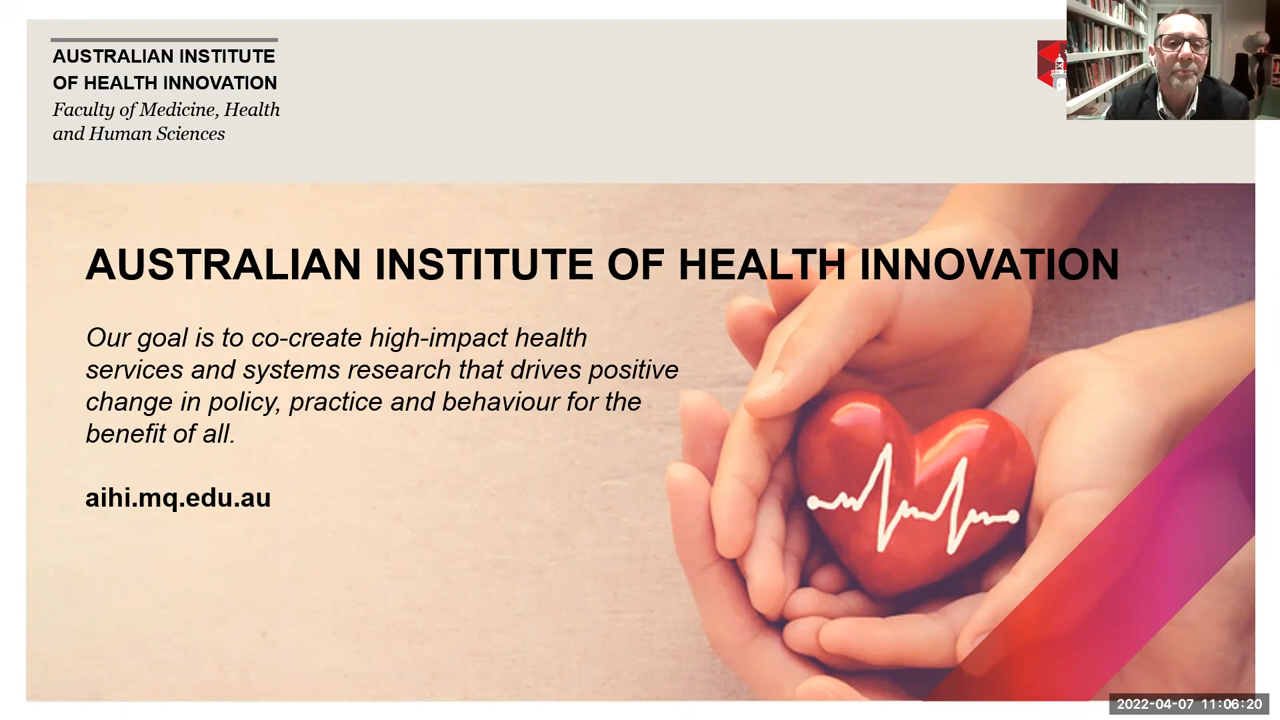 AUSTRALIAN INSTITUTE
OF HEALTH INNOVATION
Faculty of Medicine, Health
and Human Sciences
AUSTRALIAN INSTITUTE OF HEALTH INNOVATION
Our goal is to co-create high-impact health
services and systems research that drives positive
change in policy, practice and behaviour for the
benefit of all.
aihi.mq.edu.au
2022-04-07 11:06:20